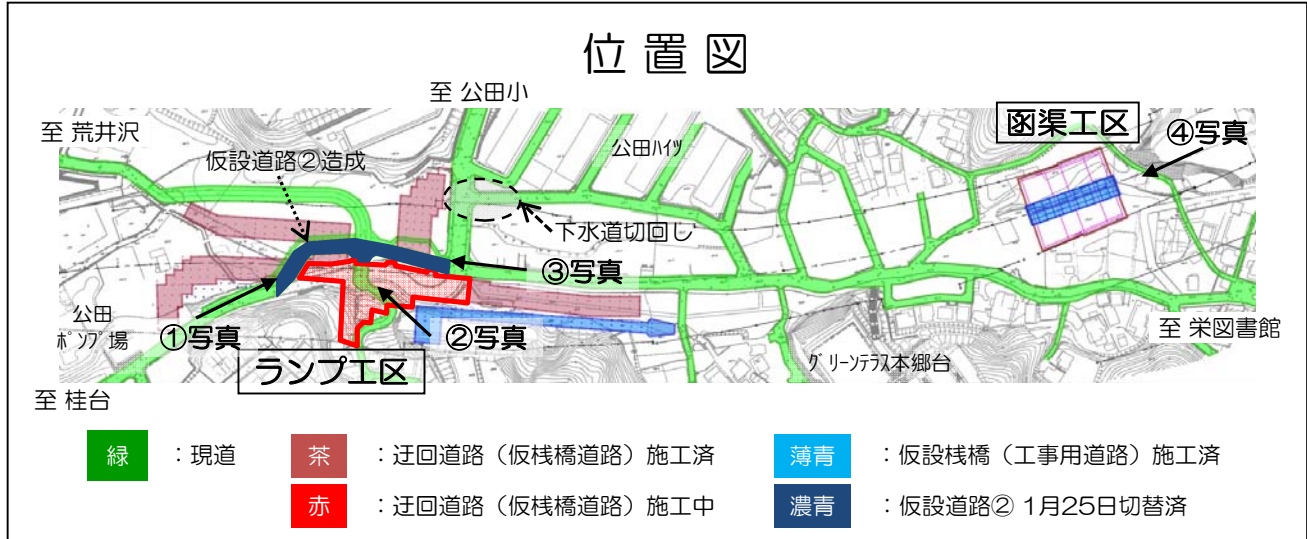 位置図
至 公田小
至 荒井沢
函渠工区
④写真
公田ﾊｲﾂ
仮設道路②造成
下水道切回し
③写真
公田
ﾎﾟﾝﾌﾟ場
①写真
②写真
至 栄図書館
ランプ工区
ｸﾞﾘｰﾝﾃﾗｽ本郷台
至 桂台
緑 ：現道
茶 ：迂回道路（仮桟橋道路）施工済
薄青 ：仮設桟橋（工事用道路）施工済
赤 ：迂回道路（仮桟橋道路）施工中
濃青 ：仮設道路② 1月25日切替済